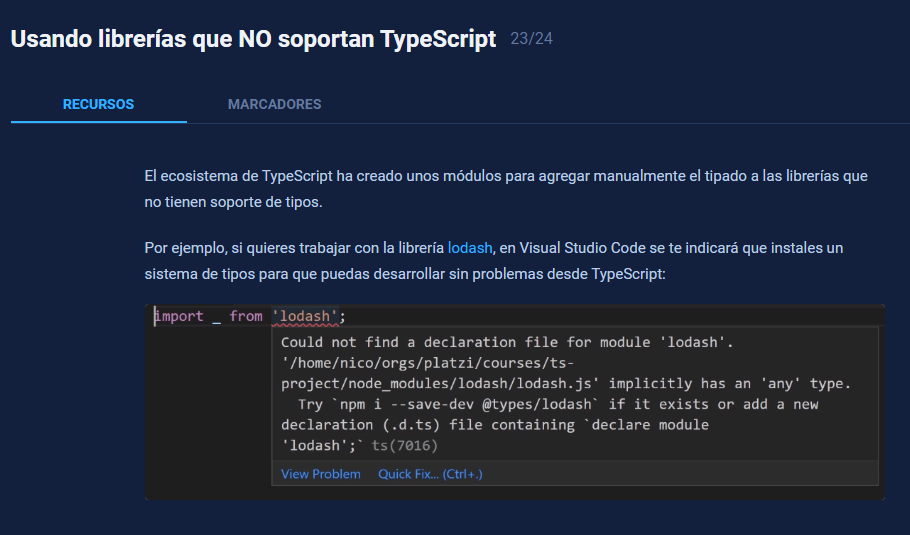 Usando librerías que NO soportan TypeScript 23/24
RECURSOS MARCADORES
El ecosistema de TypeScript ha creado unos módulos para agregar manualmente el tipado a las librerías que
no tienen soporte de tipos.
Por ejemplo, si quieres trabajar con la librería lodash, en Visual Studio Code se te indicará que instales un
sistema de tipos para que puedas desarrollar sin problemas desde TypeScript:
import _ from 'lodash';
Could not find a declaration file for module 'lodash'.
'/home/nico/orgs/platzi/courses/ts-
project/node_modules/lodash/lodash.js' implicitly has an 'any' type.
Try `npm i --save-dev @types/lodash` if it exists or add a new
declaration (.d.ts) file containing `declare module
'lodash';` ts(7016)
View Problem Quick Fix... (Ctrl+.)